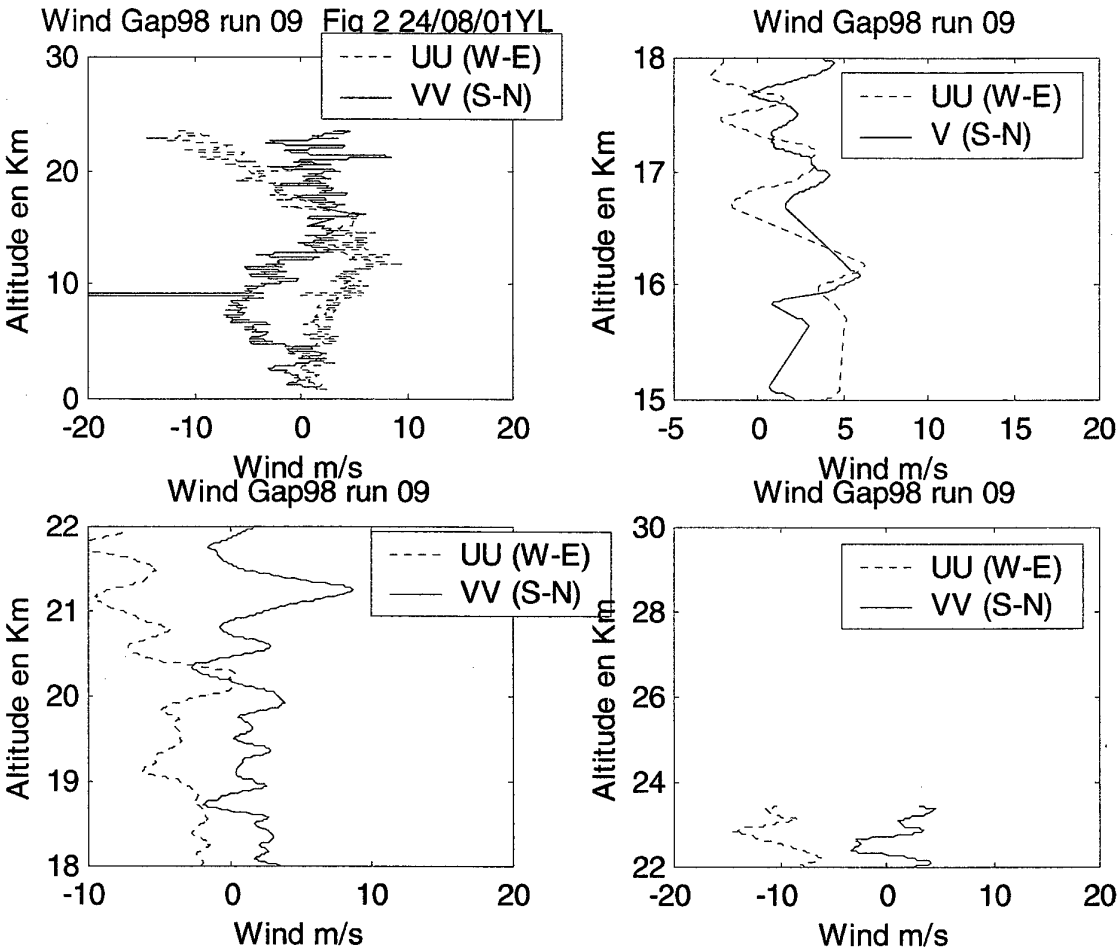 Wind Gap98 run 09 Fig 2 24/08/01YL
UU (W-E)
VV (S-N)
30
20
10
0
Altitude en Km
-20 -10 0 10 20
Wind m/s
Wind Gap98 run 09
UU (W-E)
V (S-N)
18
17
16
15
Altitude en Km
-5 0 5 10 15 20
Wind m/s
Wind Gap98 run 09
UU (W-E)
VV (S-N)
22
21
20
19
18
Altitude en Km
-10 0 10 20
Wind m/s
Wind Gap98 run 09
UU (W-E)
VV (S-N)
30
28
26
24
22
Altitude en Km
-20 -10 0 10 20
Wind m/s